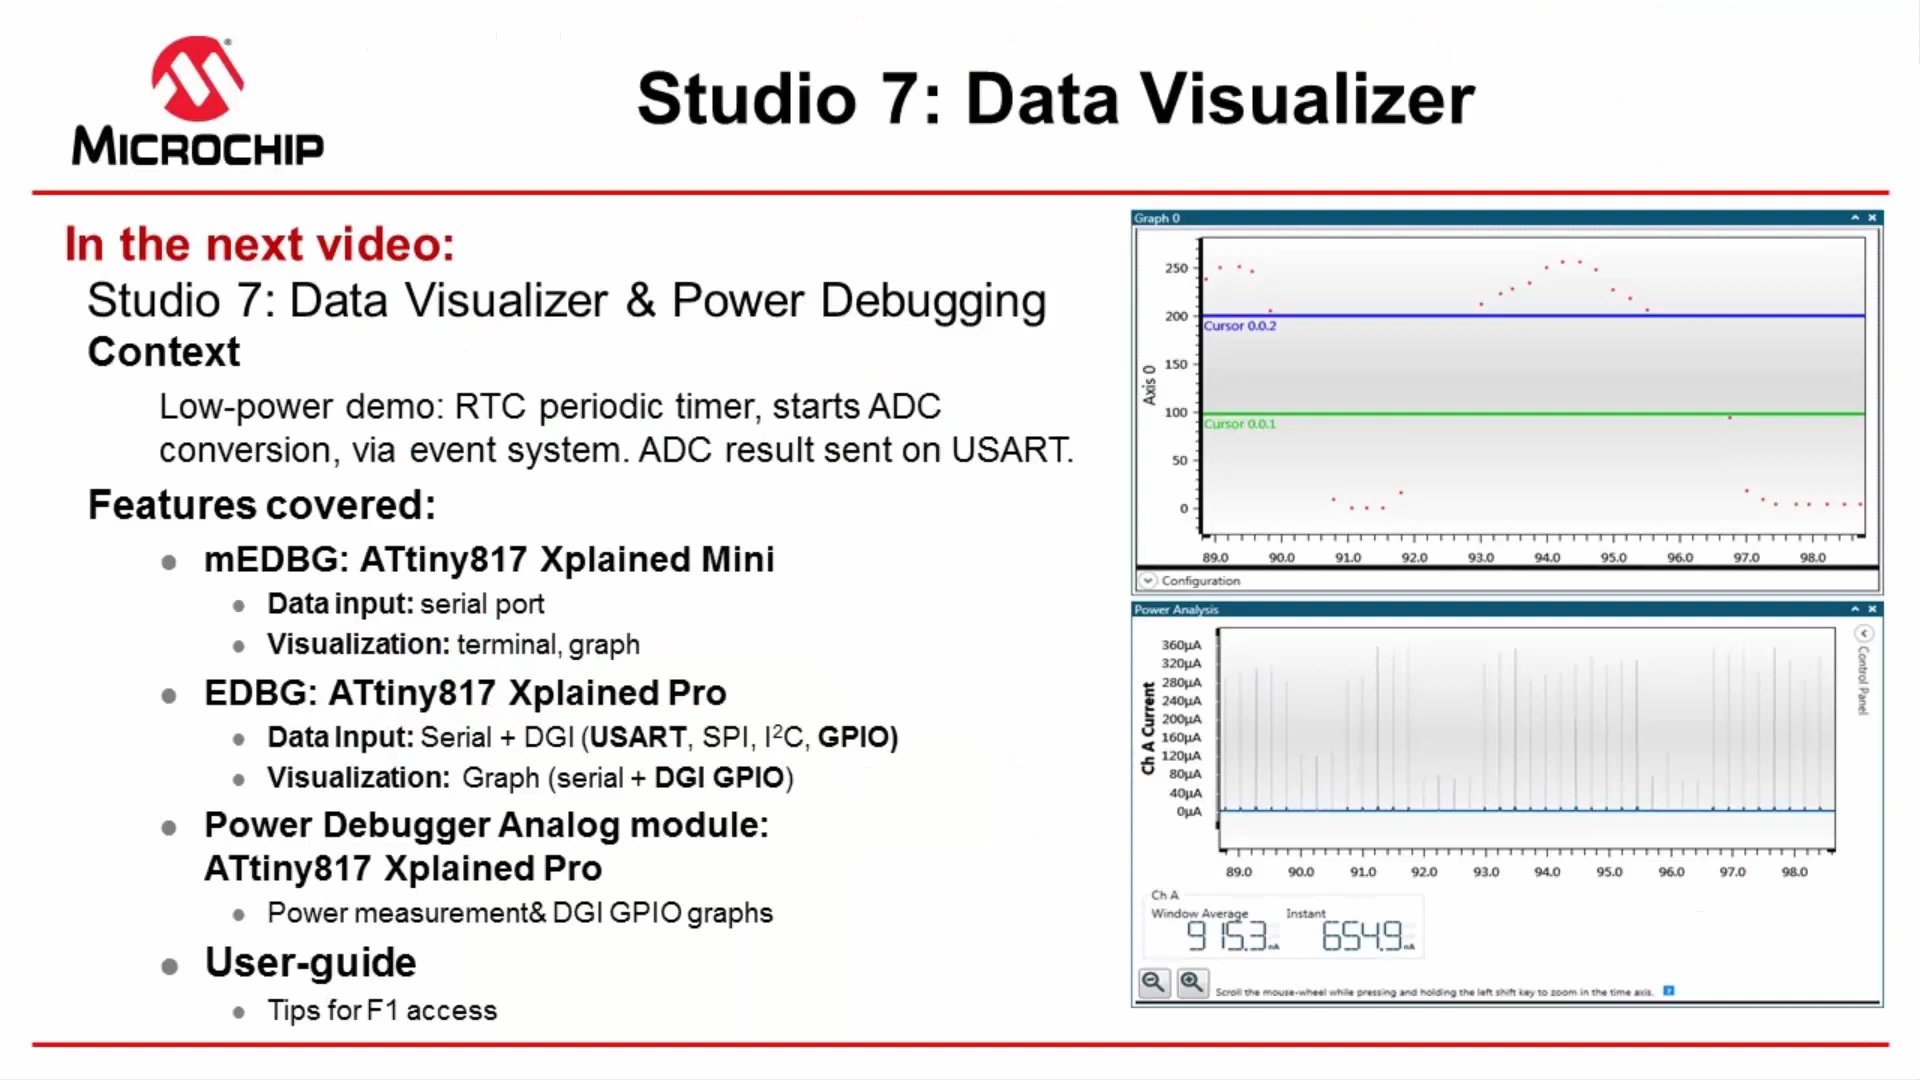 MICROCHIP
Studio 7: Data Visualizer
In the next video:
Studio 7: Data Visualizer & Power Debugging
Context
Low-power demo: RTC periodic timer, starts ADC
conversion, via event system. ADC result sent on USART.
Features covered:
mEDBG: ATtiny817 Xplained Mini
Data input: serial port
Visualization: terminal, graph
EDBG: ATtiny817 Xplained Pro
Data Input: Serial + DGI (USART, SPI, I²C, GPIO)
Visualization: Graph (serial + DGI GPIO)
Power Debugger Analog module:
ATtiny817 Xplained Pro
Power measurement& DGI GPIO graphs
User-guide
Tips for F1 access
Graph 0
Axis 0
250
200
150
100
50
0
Cursor 0.0.2
Cursor 0.0.1
89.0 90.0 91.0 92.0 93.0 94.0 95.0 96.0 97.0 98.0
Configuration
Power Analysis
Control Panel
Ch A Current
360µA
320µA
280µA
240µA
200µA
160µA
120µA
80µA
40µA
0µA
89.0 90.0 91.0 92.0 93.0 94.0 95.0 96.0 97.0 98.0
Ch A
Window Average Instant
915.3 nA 654.9 nA
Scroll the mouse-wheel while pressing and holding the left shift key to zoom in the time axis.